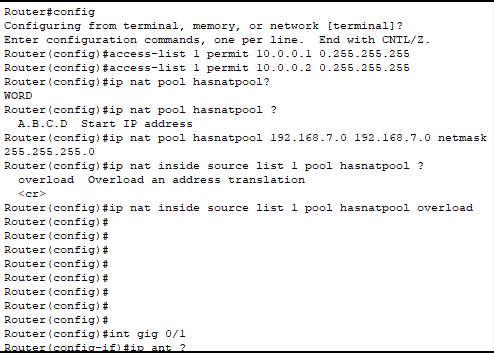 Router#config
Configuring from terminal, memory, or network [terminal]?
Enter configuration commands, one per line.  End with CNTL/Z.
Router(config)#access-list 1 permit 10.0.0.1 0.255.255.255
Router(config)#access-list 1 permit 10.0.0.2 0.255.255.255
Router(config)#ip nat pool hasnatpool?
WORD
Router(config)#ip nat pool hasnatpool ?
  A.B.C.D  Start IP address
Router(config)#ip nat pool hasnatpool 192.168.7.0 192.168.7.0 netmask
255.255.255.0
Router(config)#ip nat inside source list 1 pool hasnatpool ?
  overload  Overload an address translation
  <cr>
Router(config)#ip nat inside source list 1 pool hasnatpool overload
Router(config)#
Router(config)#
Router(config)#
Router(config)#
Router(config)#
Router(config)#
Router(config)#
Router(config)#
Router(config)#int gig 0/1
Router(config-if)#ip ant ?